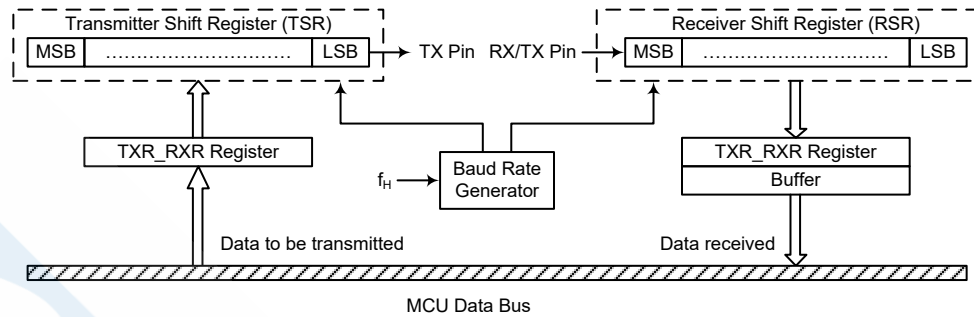 Transmitter Shift Register (TSR)
Receiver Shift Register (RSR)
MSB
…………………………
LSB
TX Pin
RX/TX Pin
MSB
…………………………
LSB
TXR_RXR Register
Baud Rate
Generator
fH
TXR_RXR Register
Buffer
Data to be transmitted
Data received
MCU Data Bus